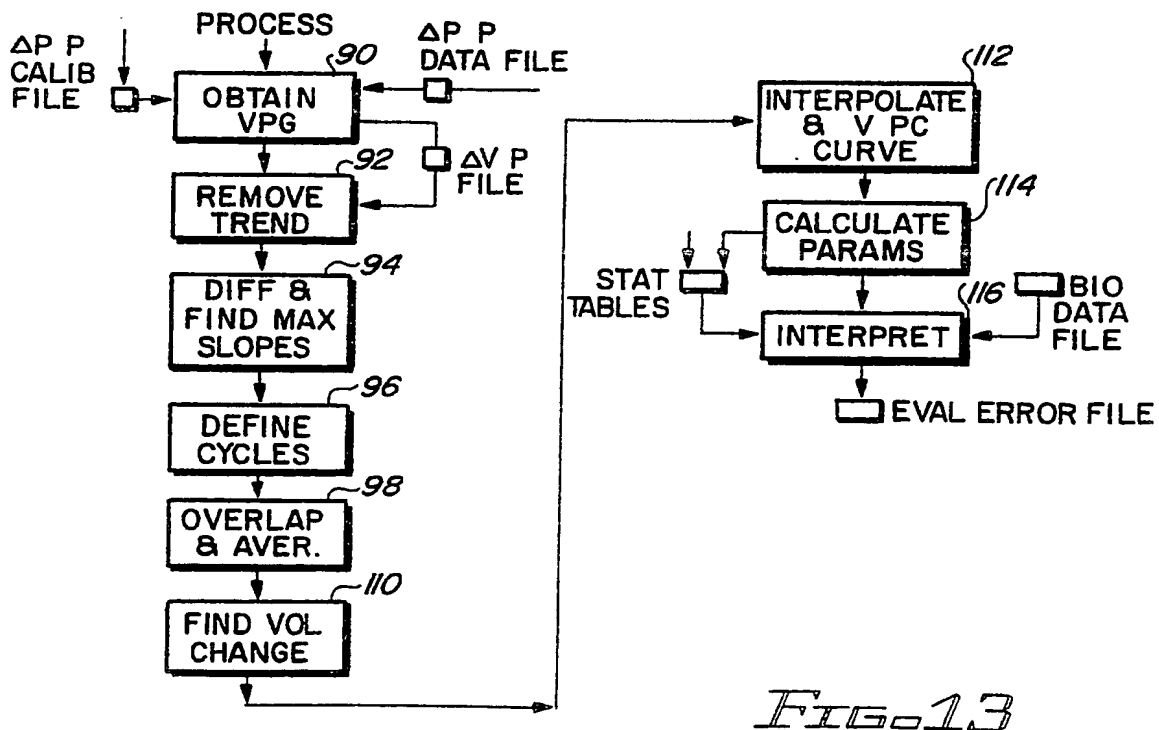 PROCESS
ΔP P
CALIB
FILE
90
ΔP P
DATA FILE
OBTAIN
VPG
ΔV P
FILE
92
REMOVE
TREND
94
DIFF &
FIND MAX
SLOPES
96
DEFINE
CYCLES
98
OVERLAP
& AVER.
110
FIND VOL
CHANGE
112
INTERPOLATE
& V PC
CURVE
114
CALCULATE
PARAMS
STAT
TABLES
116
INTERPRET
BIO
DATA
FILE
EVAL ERROR FILE
FIG. 13